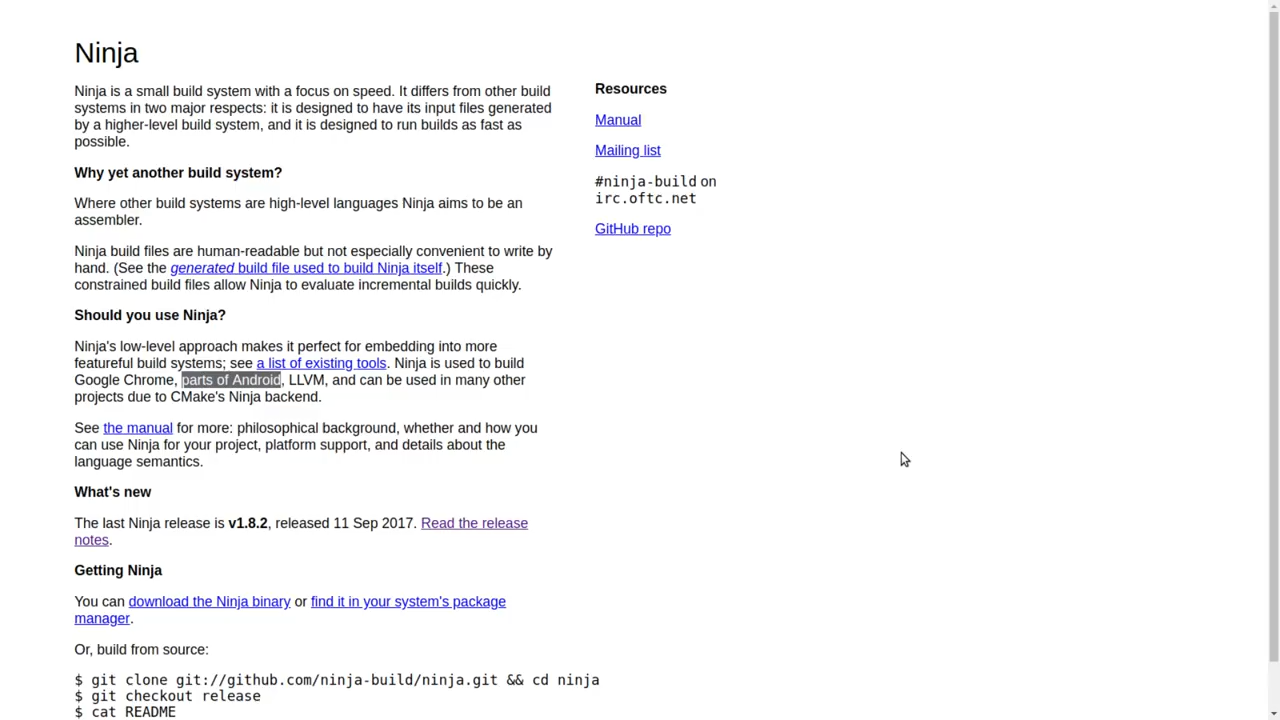 Ninja
Ninja is a small build system with a focus on speed. It differs from other build
systems in two major respects: it is designed to have its input files generated
by a higher-level build system, and it is designed to run builds as fast as
possible.
Why yet another build system?
Where other build systems are high-level languages Ninja aims to be an
assembler.
Ninja build files are human-readable but not especially convenient to write by
hand. (See the generated build file used to build Ninja itself.) These
constrained build files allow Ninja to evaluate incremental builds quickly.
Should you use Ninja?
Ninja's low-level approach makes it perfect for embedding into more
featureful build systems; see a list of existing tools. Ninja is used to build
Google Chrome, parts of Android, LLVM, and can be used in many other
projects due to CMake's Ninja backend.
See the manual for more: philosophical background, whether and how you
can use Ninja for your project, platform support, and details about the
language semantics.
What's new
The last Ninja release is v1.8.2, released 11 Sep 2017. Read the release
notes.
Getting Ninja
You can download the Ninja binary or find it in your system's package
manager.
Or, build from source:
$ git clone git://github.com/ninja-build/ninja.git && cd ninja
$ git checkout release
$ cat README
Resources
Manual
Mailing list
#ninja-build on
irc.oftc.net
GitHub repo